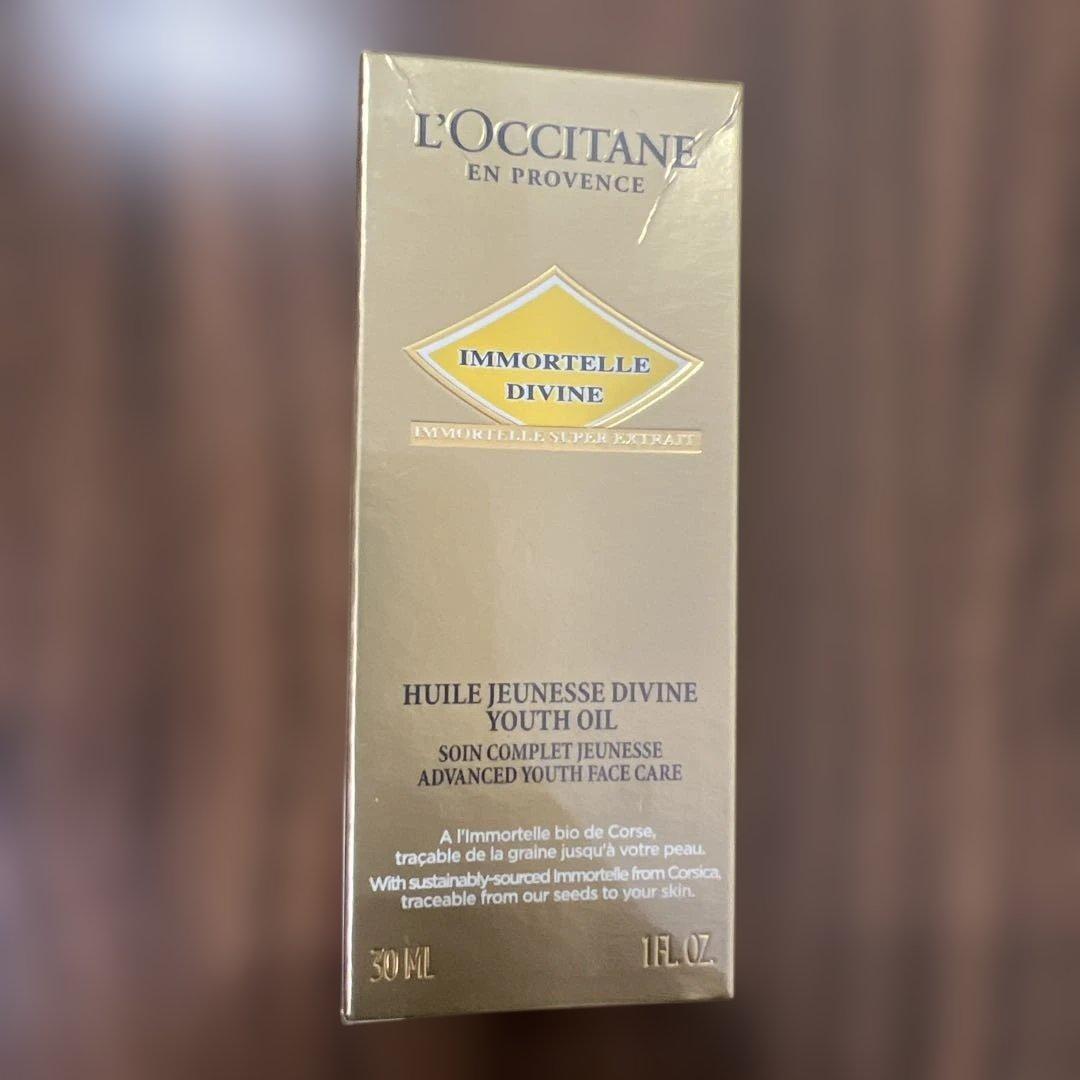 L'OCCITANE
EN PROVENCE
IMMORTELLE
DIVINE
IMMORTELLE SUPER EXTRAIT
HUILE JEUNESSE DIVINE
YOUTH OIL
SOIN COMPLET JEUNESSE
ADVANCED YOUTH FACE CARE
A l'Immortelle bio de Corse,
traçable de la graine jusqu'à votre peau.
With sustainably-sourced Immortelle from Corsica,
traceable from our seeds to your skin.
30 ML 1 FL. OZ.